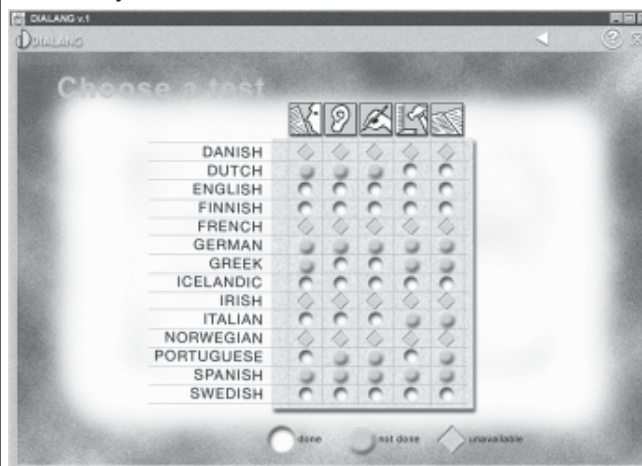 DIALANG v.1
DIALANG
Choose a test
DANISH
DUTCH
ENGLISH
FINNISH
FRENCH
GERMAN
GREEK
ICELANDIC
IRISH
ITALIAN
NORWEGIAN
PORTUGUESE
SPANISH
SWEDISH
done not done unavailable